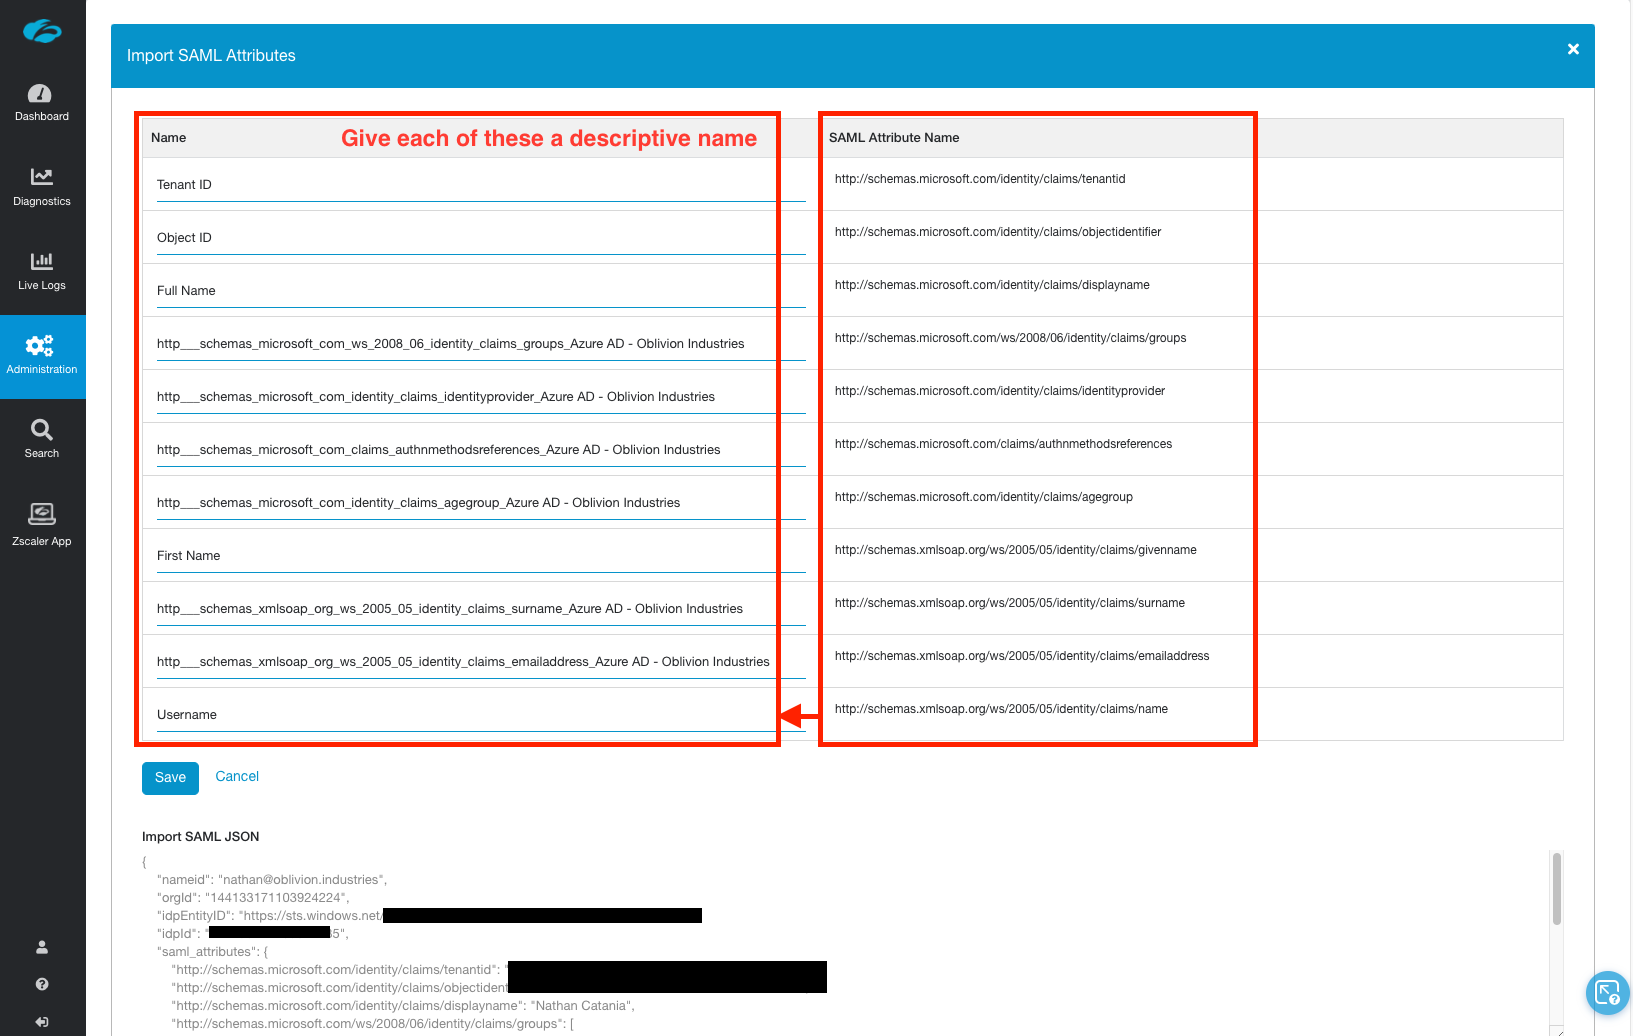 Import SAML Attributes
Dashboard
Diagnostics
Live Logs
Administration
Search
Zscaler App
Name
Give each of these a descriptive name
SAML Attribute Name
Tenant ID
http://schemas.microsoft.com/identity/claims/tenantid
Object ID
http://schemas.microsoft.com/identity/claims/objectidentifier
Full Name
http://schemas.microsoft.com/identity/claims/displayname
http___schemas_microsoft_com_ws_2008_06_identity_claims_groups_Azure AD - Oblivion Industries
http://schemas.microsoft.com/ws/2008/06/identity/claims/groups
http___schemas_microsoft_com_identity_claims_identityprovider_Azure AD - Oblivion Industries
http://schemas.microsoft.com/identity/claims/identityprovider
http___schemas_microsoft_com_claims_authnmethodsreferences_Azure AD - Oblivion Industries
http://schemas.microsoft.com/claims/authnmethodsreferences
http___schemas_microsoft_com_identity_claims_agegroup_Azure AD - Oblivion Industries
http://schemas.microsoft.com/identity/claims/agegroup
First Name
http://schemas.xmlsoap.org/ws/2005/05/identity/claims/givenname
http___schemas_xmlsoap_org_ws_2005_05_identity_claims_surname_Azure AD - Oblivion Industries
http://schemas.xmlsoap.org/ws/2005/05/identity/claims/surname
http___schemas_xmlsoap_org_ws_2005_05_identity_claims_emailaddress_Azure AD - Oblivion Industries
http://schemas.xmlsoap.org/ws/2005/05/identity/claims/emailaddress
Username
http://schemas.xmlsoap.org/ws/2005/05/identity/claims/name
Save
Cancel
Import SAML JSON
{
"nameid": "nathan@oblivion.industries",
"orgId": "144133171103924224",
"idpEntityID": "https://sts.windows.net/
"idpId": "5",
"saml_attributes": {
"http://schemas.microsoft.com/identity/claims/tenantid": "
"http://schemas.microsoft.com/identity/claims/objectident
"http://schemas.microsoft.com/identity/claims/displayname": "Nathan Catania",
"http://schemas.microsoft.com/ws/2008/06/identity/claims/groups": [